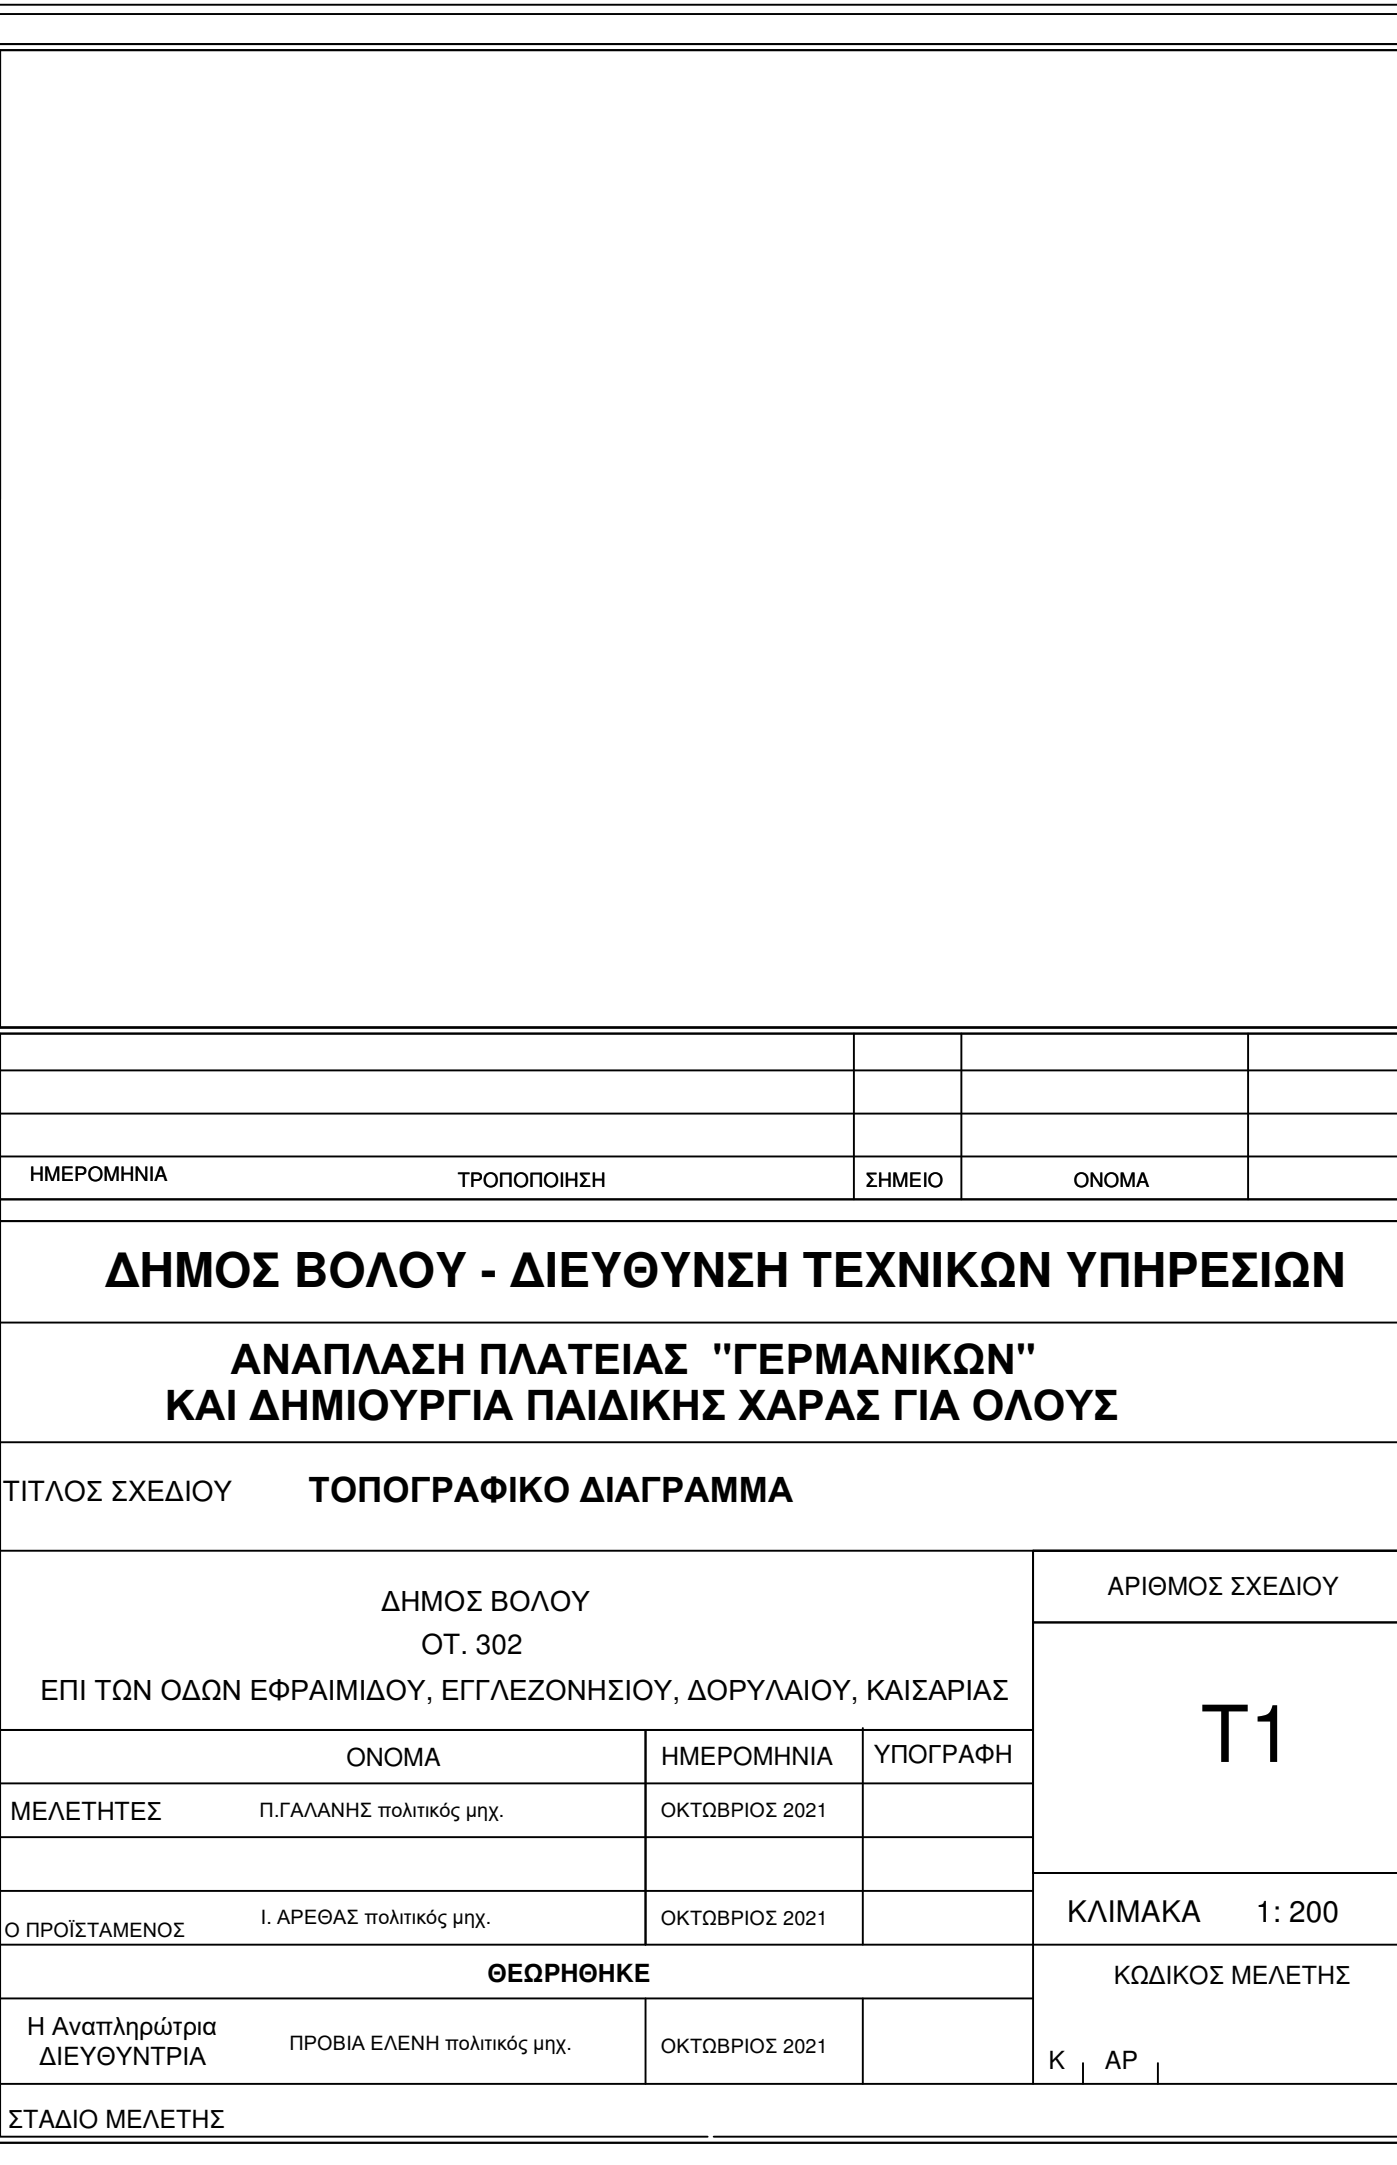 ΗΜΕΡΟΜΗΝΙΑ ΤΡΟΠΟΠΟΙΗΣΗ ΣΗΜΕΙΟ ΟΝΟΜΑ
ΔΗΜΟΣ ΒΟΛΟΥ - ΔΙΕΥΘΥΝΣΗ ΤΕΧΝΙΚΩΝ ΥΠΗΡΕΣΙΩΝ
ΑΝΑΠΛΑΣΗ ΠΛΑΤΕΙΑΣ "ΓΕΡΜΑΝΙΚΩΝ"
ΚΑΙ ΔΗΜΙΟΥΡΓΙΑ ΠΑΙΔΙΚΗΣ ΧΑΡΑΣ ΓΙΑ ΟΛΟΥΣ
ΤΙΤΛΟΣ ΣΧΕΔΙΟΥ ΤΟΠΟΓΡΑΦΙΚΟ ΔΙΑΓΡΑΜΜΑ
ΔΗΜΟΣ ΒΟΛΟΥ
ΟΤ. 302
ΕΠΙ ΤΩΝ ΟΔΩΝ ΕΦΡΑΙΜΙΔΟΥ, ΕΓΓΛΕΖΟΝΗΣΙΟΥ, ΔΟΡΥΛΑΙΟΥ, ΚΑΙΣΑΡΙΑΣ
ΑΡΙΘΜΟΣ ΣΧΕΔΙΟΥ
Τ1
ΟΝΟΜΑ ΗΜΕΡΟΜΗΝΙΑ ΥΠΟΓΡΑΦΗ
ΜΕΛΕΤΗΤΕΣ Π.ΓΑΛΑΝΗΣ πολιτικός μηχ. ΟΚΤΩΒΡΙΟΣ 2021
Ο ΠΡΟΪΣΤΑΜΕΝΟΣ Ι. ΑΡΕΘΑΣ πολιτικός μηχ. ΟΚΤΩΒΡΙΟΣ 2021
ΚΛΙΜΑΚΑ 1: 200
ΘΕΩΡΗΘΗΚΕ
ΚΩΔΙΚΟΣ ΜΕΛΕΤΗΣ
Η Αναπληρώτρια
ΔΙΕΥΘΥΝΤΡΙΑ ΠΡΟΒΙΑ ΕΛΕΝΗ πολιτικός μηχ. ΟΚΤΩΒΡΙΟΣ 2021
Κ ΑΡ
ΣΤΑΔΙΟ ΜΕΛΕΤΗΣ